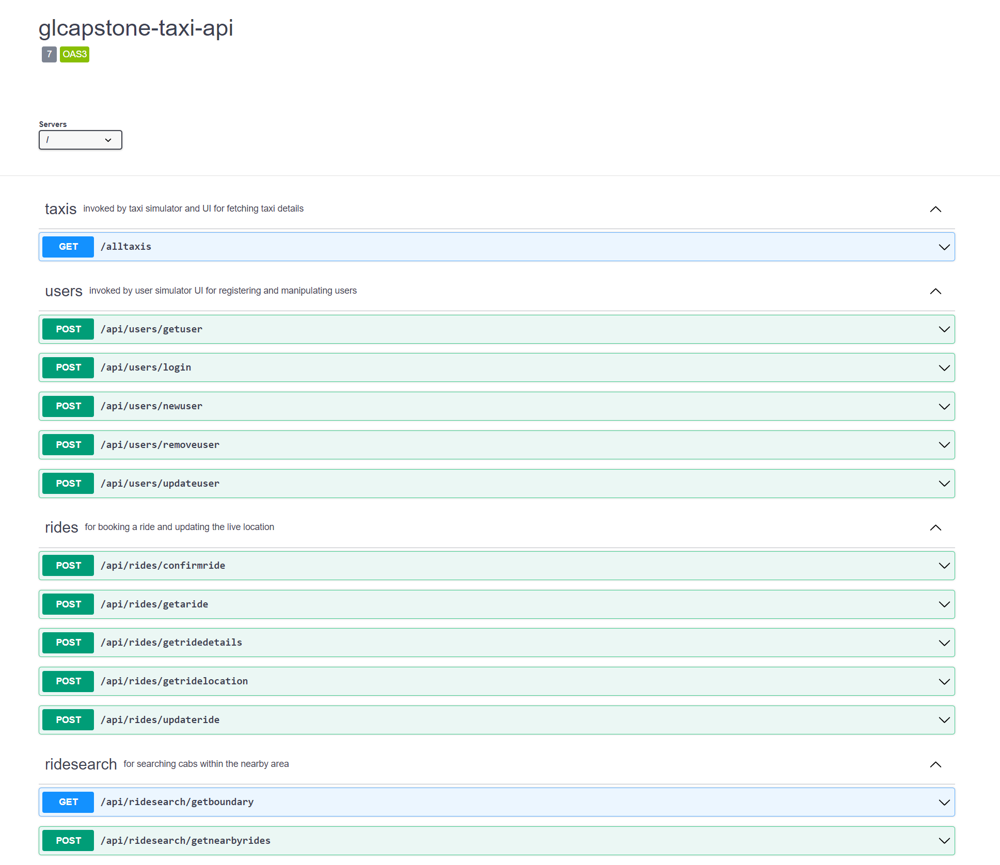 glcapstone-taxi-api
7 OAS3
Servers
/
taxis invoked by taxi simulator and UI for fetching taxi details
GET /alltaxis
users invoked by user simulator UI for registering and manipulating users
POST /api/users/getuser
POST /api/users/login
POST /api/users/newuser
POST /api/users/removeuser
POST /api/users/updateuser
rides for booking a ride and updating the live location
POST /api/rides/confirmride
POST /api/rides/getaride
POST /api/rides/getridedetails
POST /api/rides/getridelocation
POST /api/rides/updateride
ridesearch for searching cabs within the nearby area
GET /api/ridesearch/getboundary
POST /api/ridesearch/getnearbyrides